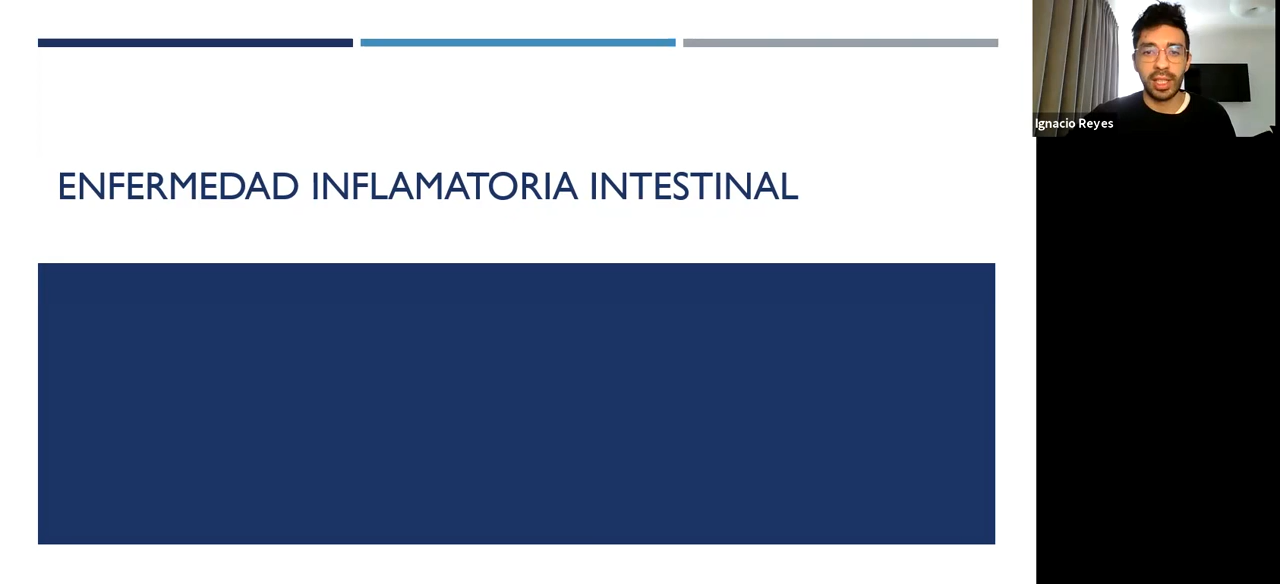 ENFERMEDAD INFLAMATORIA INTESTINAL
Ignacio Reyes